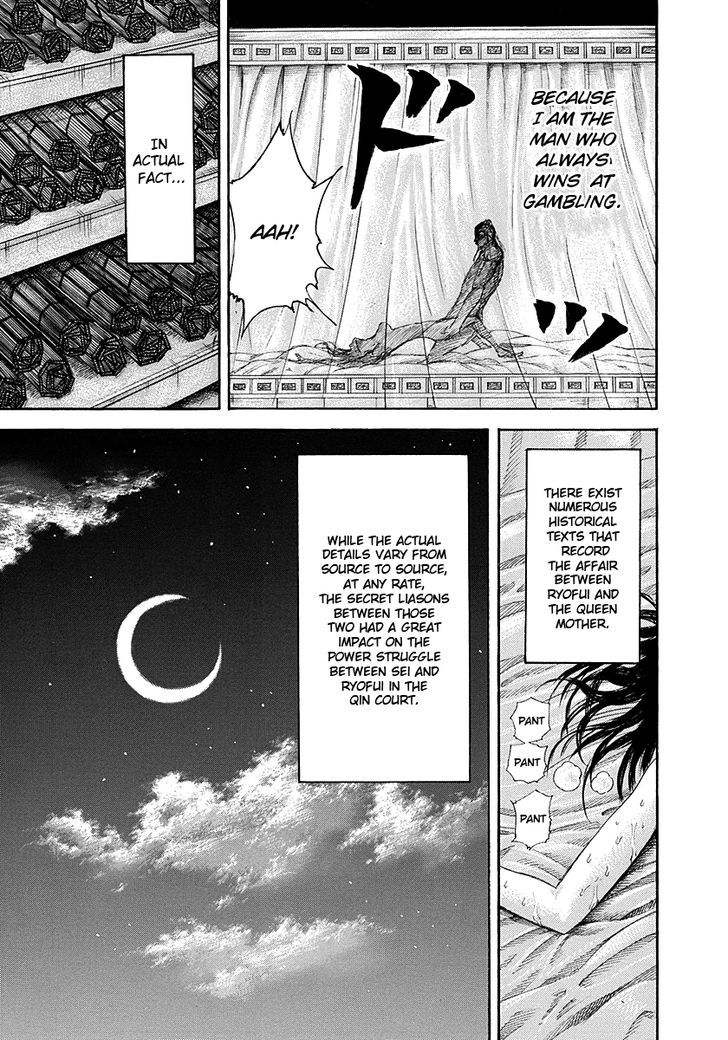 BECAUSE
I AM THE
MAN WHO
ALWAYS
WINS AT
GAMBLING.
ドドッ
AAH!
IN
ACTUAL
FACT...
THERE EXIST
NUMEROUS
HISTORICAL
TEXTS THAT
RECORD
THE AFFAIR
BETWEEN
RYOFUI AND
THE QUEEN
MOTHER.
PANT
PANT
PANT
WHILE THE ACTUAL
DETAILS VARY FROM
SOURCE TO SOURCE,
AT ANY RATE,
THE SECRET LIASONS
BETWEEN THOSE
TWO HAD A GREAT
IMPACT ON THE
POWER STRUGGLE
BETWEEN SEI AND
RYOFUI IN THE
QIN COURT.